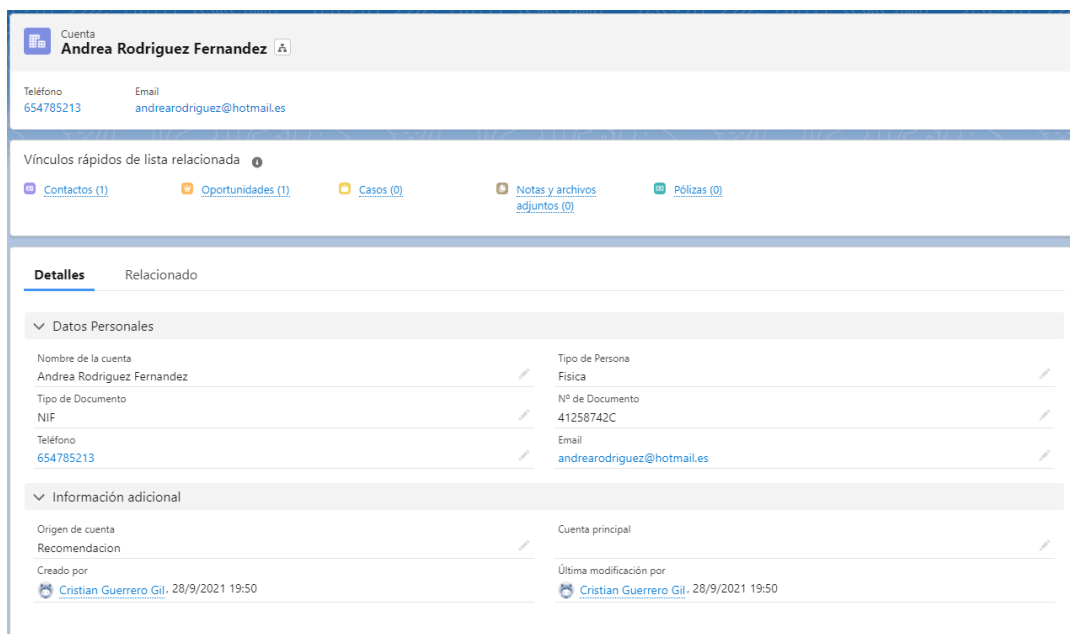 Cuenta
Andrea Rodriguez Fernandez
Teléfono Email
654785213 andrearodriguez@hotmail.es
Vínculos rápidos de lista relacionada
Contactos (1) Oportunidades (1) Casos (0) Notas y archivos adjuntos (0) Pólizas (0)
Detalles Relacionado
Datos Personales
Nombre de la cuenta Tipo de Persona
Andrea Rodriguez Fernandez Fisica
Tipo de Documento Nº de Documento
NIF 41258742C
Teléfono Email
654785213 andrearodriguez@hotmail.es
Información adicional
Origen de cuenta Cuenta principal
Recomendacion
Creado por Última modificación por
Cristian Guerrero Gil, 28/9/2021 19:50 Cristian Guerrero Gil, 28/9/2021 19:50